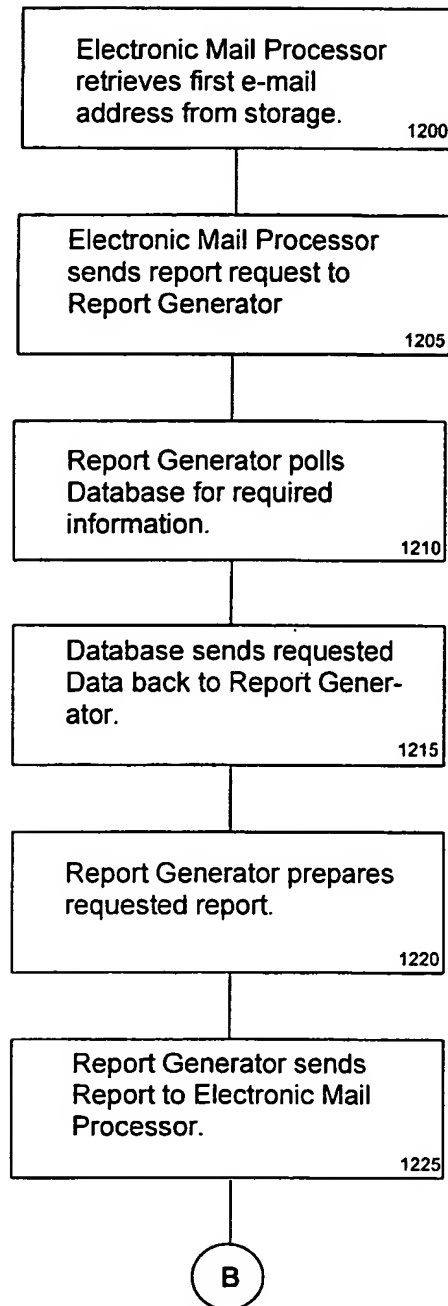 Electronic Mail Processor
retrieves first e-mail
address from storage.
1200
Electronic Mail Processor
sends report request to
Report Generator
1205
Report Generator polls
Database for required
information.
1210
Database sends requested
Data back to Report Gener-
ator.
1215
Report Generator prepares
requested report.
1220
Report Generator sends
Report to Electronic Mail
Processor.
1225
B